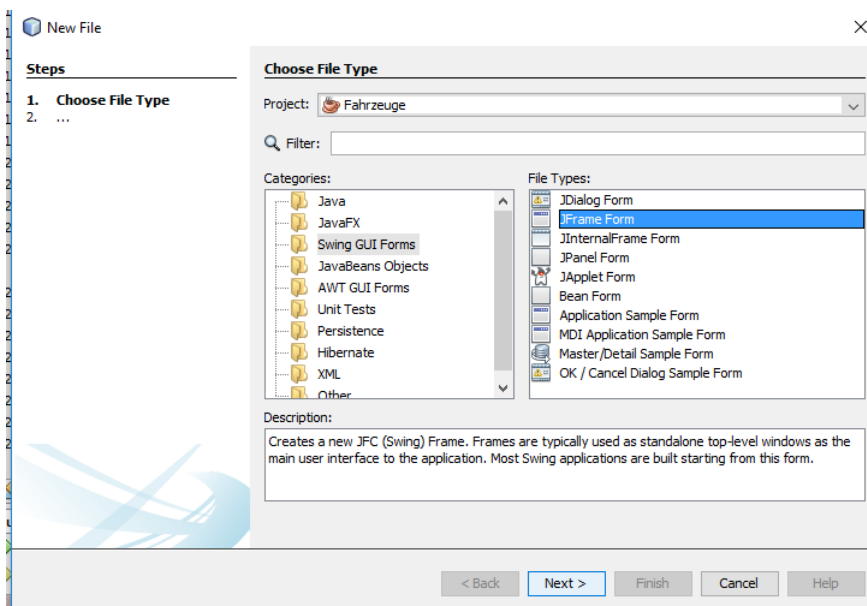 New File
Steps
1. Choose File Type
2. ...
Choose File Type
Project: Fahrzeuge
Filter:
Categories:
Java
JavaFX
Swing GUI Forms
JavaBeans Objects
AWT GUI Forms
Unit Tests
Persistence
Hibernate
XML
Other
File Types:
JDialog Form
JFrame Form
JInternalFrame Form
JPanel Form
JApplet Form
Bean Form
Application Sample Form
MDI Application Sample Form
Master/Detail Sample Form
OK / Cancel Dialog Sample Form
Description:
Creates a new JFC (Swing) Frame. Frames are typically used as standalone top-level windows as the
main user interface to the application. Most Swing applications are built starting from this form.
< Back Next > Finish Cancel Help